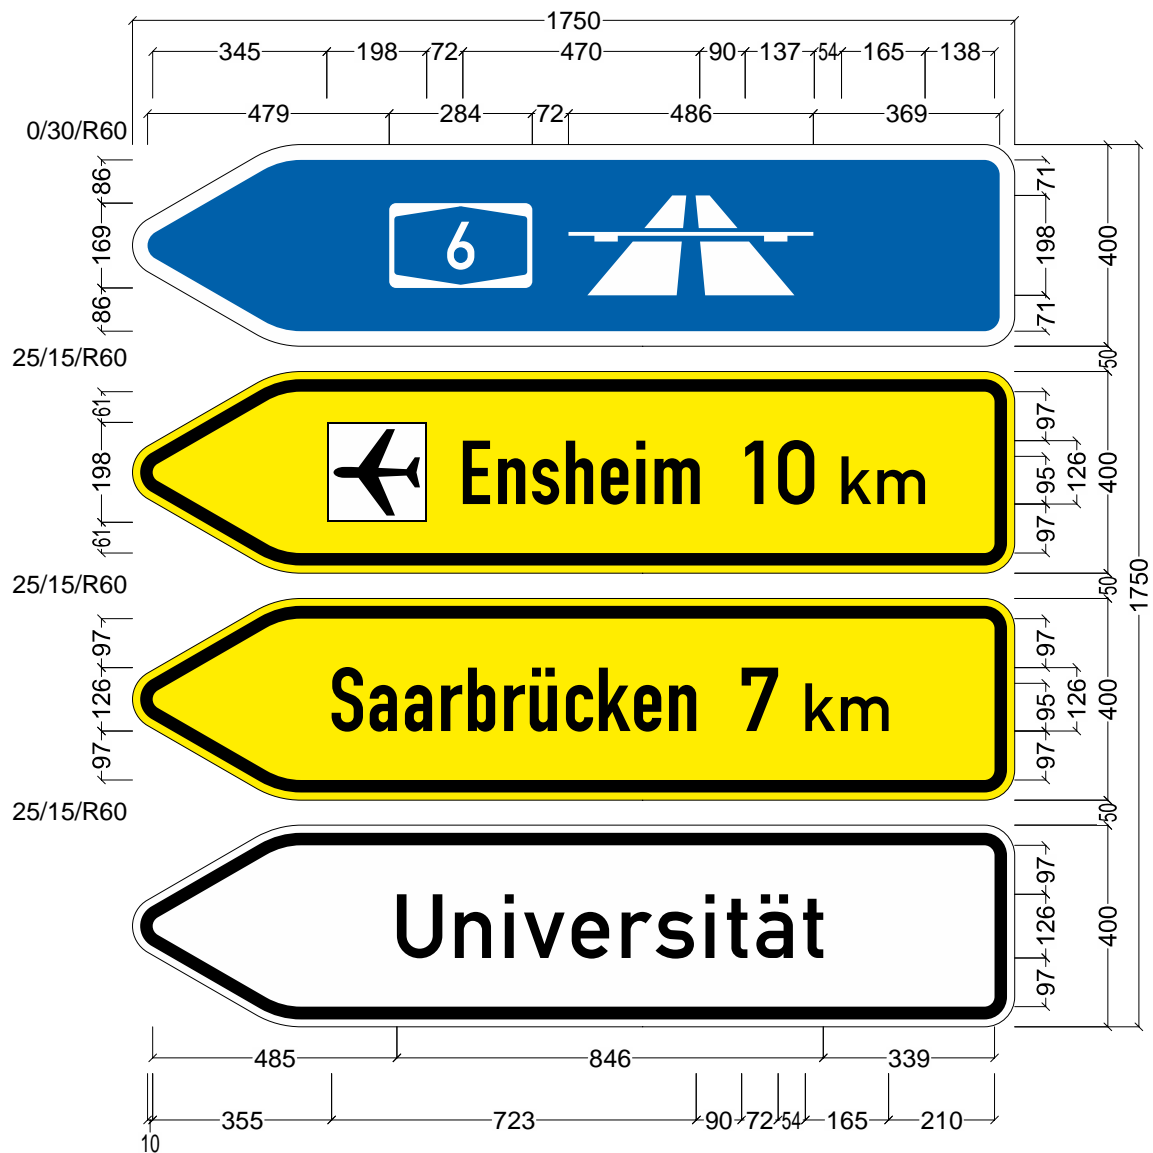 1750
345 198 72 470 90 137 54 165 138
479 284 72 486 369
0/30/R60
86 169 86
6
71 198 71
400
25/15/R60
50
61 198 61
Ensheim 10 km
97 95 97
126
400
1750
25/15/R60
50
97 126 97
Saarbrücken 7 km
97 95 97
126
400
25/15/R60
50
Universität
97 126 97
400
485 846 339
355 723 90 72 54 165 210
10